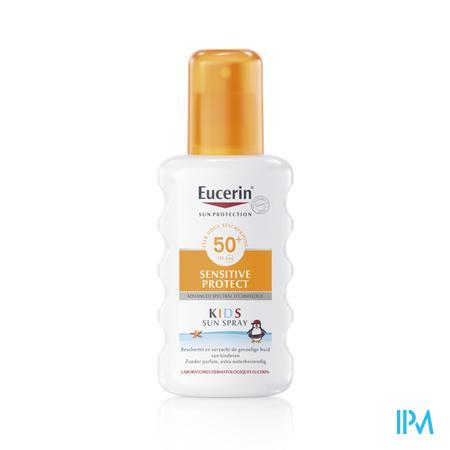 Eucerin®
SUN PROTECTION
ZEER HOGE BESCHERMING
50+
SENSITIVE
PROTECT
ADVANCED SPECTRAL TECHNOLOGY
KIDS
SUN SPRAY
Beschermt en verzacht de gevoelige huid
van kinderen
Zonder parfum, extra waterbestendig
LABORATOIRES DERMATOLOGIQUES EUCERIN
IPM